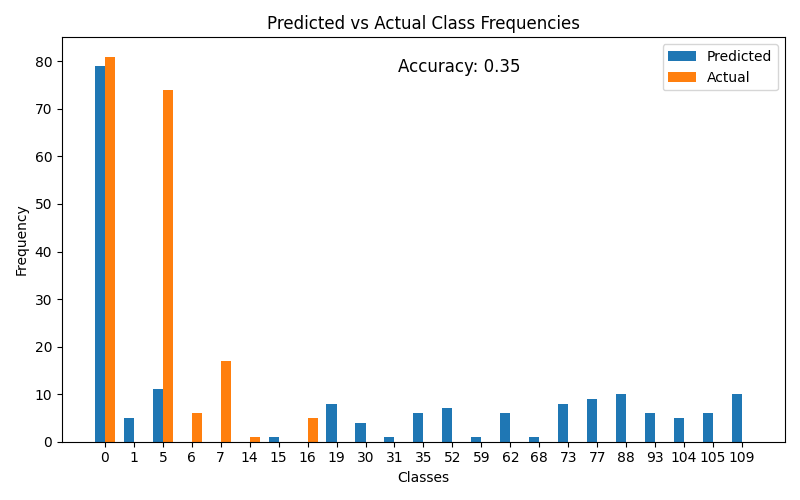 Predicted vs Actual Class Frequencies
Accuracy: 0.35
Predicted
Actual
Frequency
80
70
60
50
40
30
20
10
0
0 1 5 6 7 14 15 16 19 30 31 35 52 59 62 68 73 77 88 93 104 105 109
Classes